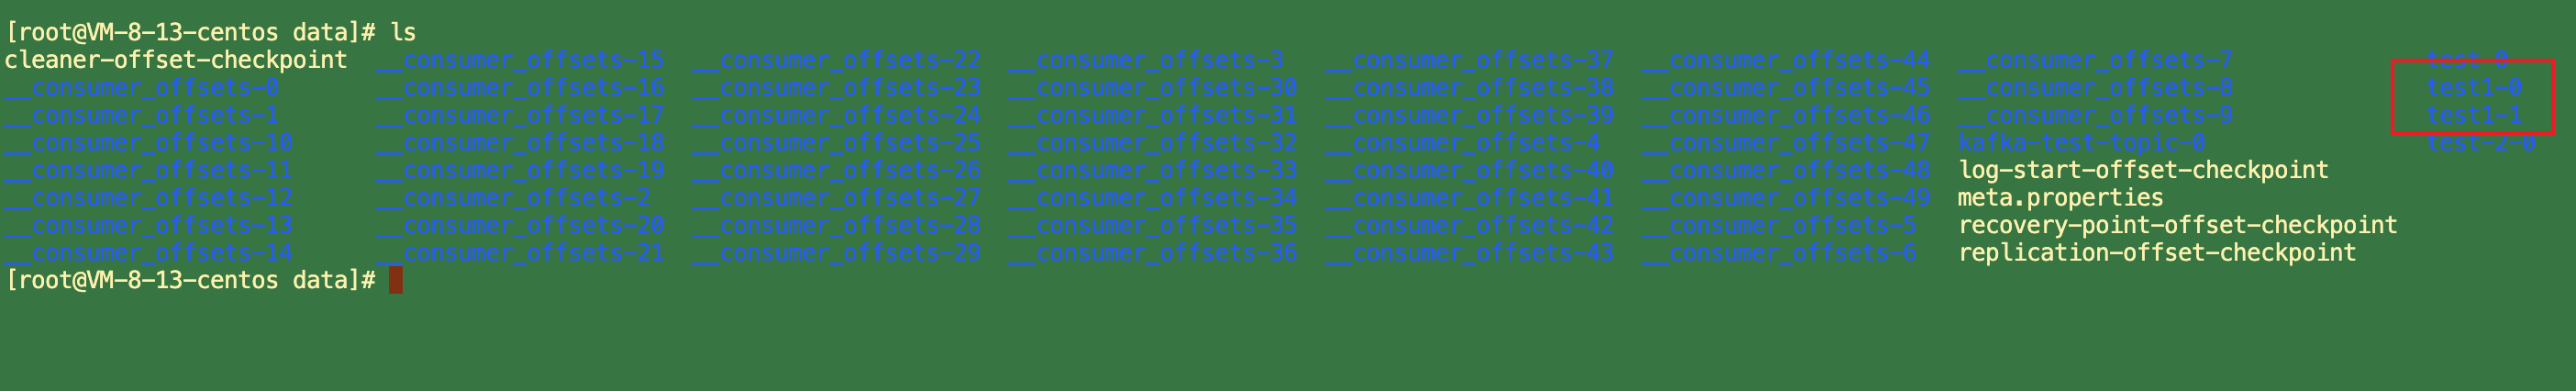 [root@VM-8-13-centos data]# ls
cleaner-offset-checkpoint __consumer_offsets-15 __consumer_offsets-22 __consumer_offsets-3 __consumer_offsets-37 __consumer_offsets-44 __consumer_offsets-7 test-0
__consumer_offsets-0 __consumer_offsets-16 __consumer_offsets-23 __consumer_offsets-30 __consumer_offsets-38 __consumer_offsets-45 __consumer_offsets-8 test1-0
__consumer_offsets-1 __consumer_offsets-17 __consumer_offsets-24 __consumer_offsets-31 __consumer_offsets-39 __consumer_offsets-46 __consumer_offsets-9 test1-1
__consumer_offsets-10 __consumer_offsets-18 __consumer_offsets-25 __consumer_offsets-32 __consumer_offsets-4 __consumer_offsets-47 kafka-test-topic-0 test-2-0
__consumer_offsets-11 __consumer_offsets-19 __consumer_offsets-26 __consumer_offsets-33 __consumer_offsets-40 __consumer_offsets-48 log-start-offset-checkpoint
__consumer_offsets-12 __consumer_offsets-2 __consumer_offsets-27 __consumer_offsets-34 __consumer_offsets-41 __consumer_offsets-49 meta.properties
__consumer_offsets-13 __consumer_offsets-20 __consumer_offsets-28 __consumer_offsets-35 __consumer_offsets-42 __consumer_offsets-5 recovery-point-offset-checkpoint
__consumer_offsets-14 __consumer_offsets-21 __consumer_offsets-29 __consumer_offsets-36 __consumer_offsets-43 __consumer_offsets-6 replication-offset-checkpoint
[root@VM-8-13-centos data]#